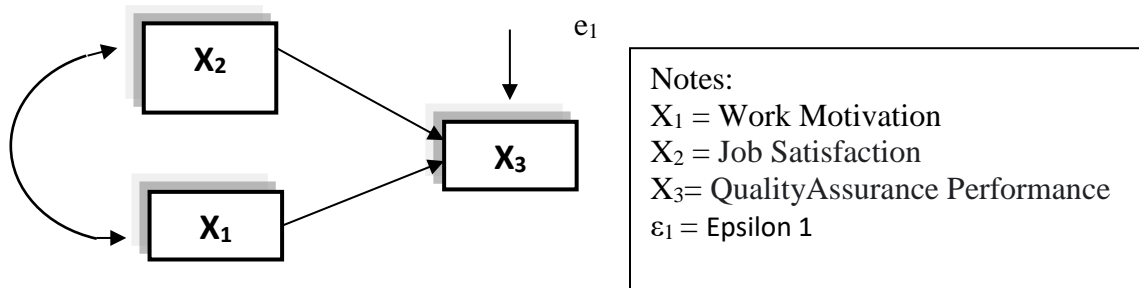 e₁
X₂
X₃
X₁
Notes:
X₁ = Work Motivation
X₂ = Job Satisfaction
X₃= QualityAssurance Performance
ε₁ = Epsilon 1